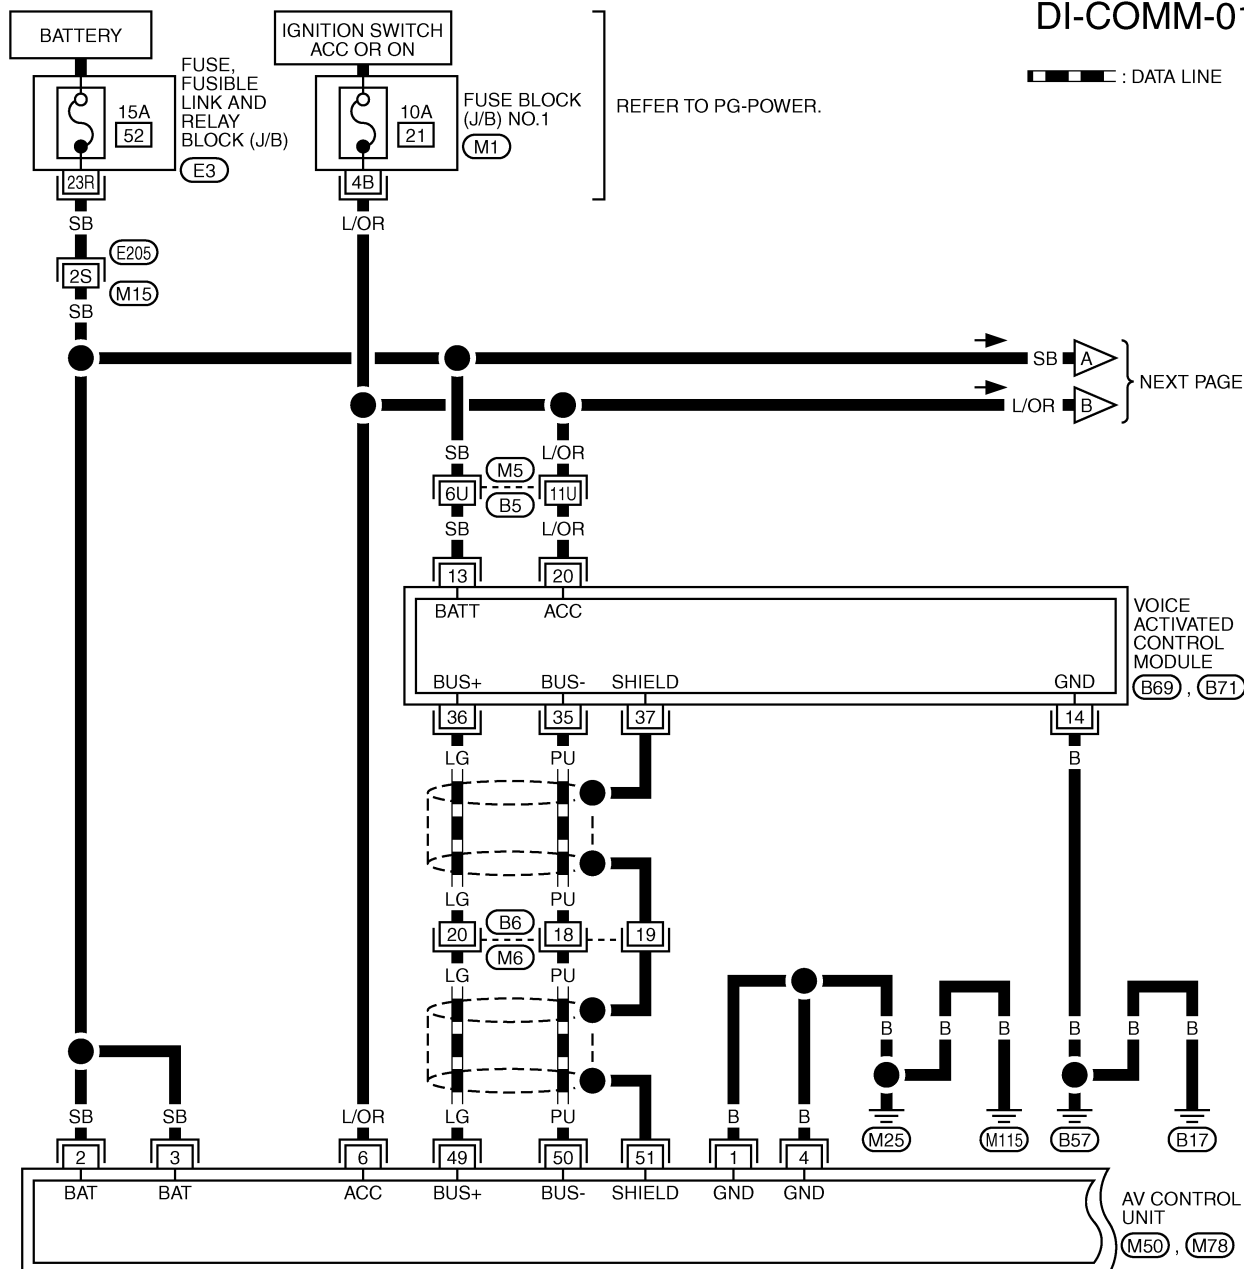 DI-COMM-01
: DATA LINE
BATTERY
IGNITION SWITCH
ACC OR ON
FUSE,
FUSIBLE
LINK AND
RELAY
BLOCK (J/B)
E3
15A
52
10A
21
FUSE BLOCK
(J/B) NO.1
M1
REFER TO PG-POWER.
23R
4B
SB
L/OR
E205
2S
M15
SB
SB
A
NEXT PAGE
L/OR
B
SB
L/OR
M5
6U
11U
B5
SB
L/OR
13
20
BATT
ACC
VOICE
ACTIVATED
CONTROL
MODULE
B69 , B71
BUS+
BUS-
SHIELD
GND
36
35
37
14
LG
PU
B
LG
PU
B6
20
18
19
M6
LG
PU
B
B
B
B
B
B
SB
SB
L/OR
LG
PU
B
B
M25
M115
B57
B17
2
3
6
49
50
51
1
4
BAT
BAT
ACC
BUS+
BUS-
SHIELD
GND
GND
AV CONTROL
UNIT
M50 , M78